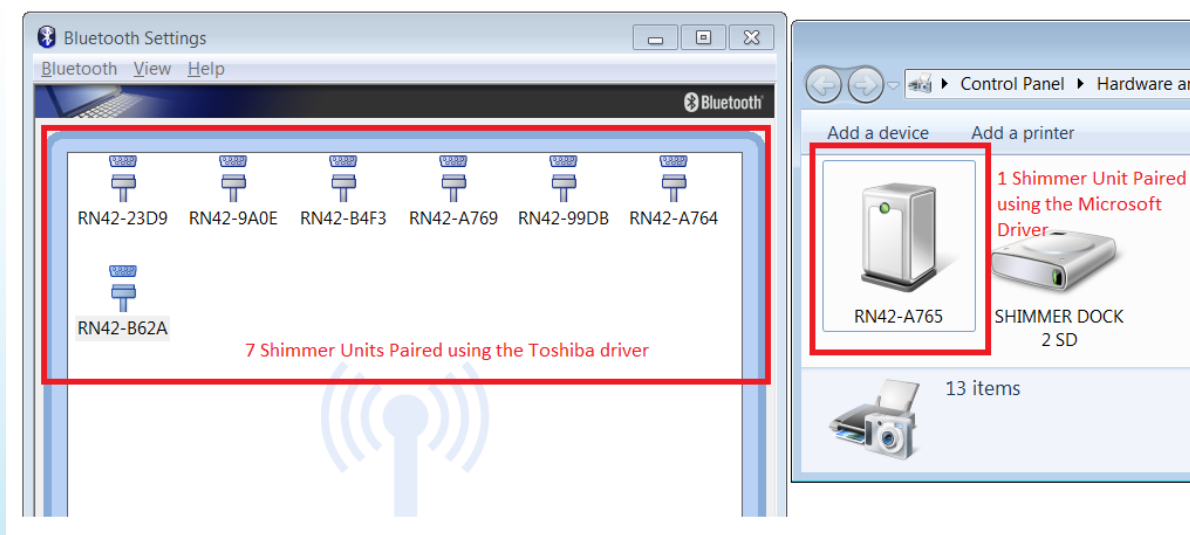 Bluetooth Settings
Bluetooth View Help
Bluetooth
RN42-23D9 RN42-9A0E RN42-B4F3 RN42-A769 RN42-99DB RN42-A764
RN42-B62A
7 Shimmer Units Paired using the Toshiba driver
Control Panel Hardware ar
Add a device Add a printer
1 Shimmer Unit Paired
using the Microsoft
Driver
RN42-A765
SHIMMER DOCK
2 SD
13 items